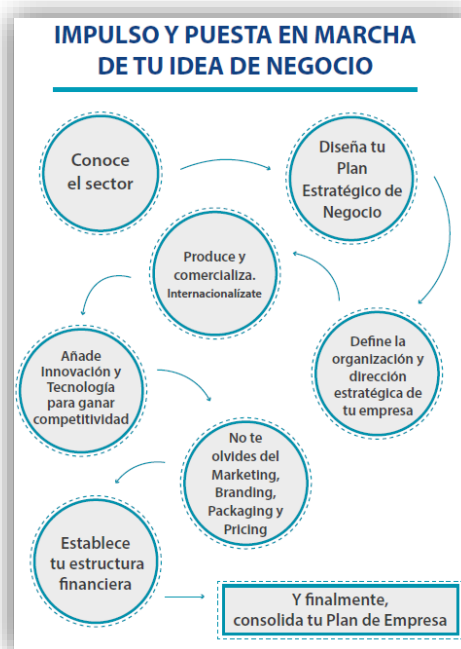 IMPULSO Y PUESTA EN MARCHA
DE TU IDEA DE NEGOCIO
Conoce
el sector
Diseña tu
Plan
Estratégico de
Negocio
Define la
organización y
dirección
estratégica de
tu empresa
Produce y
comercializa.
Internacionalízate
Añade
Innovación y
Tecnología
para ganar
competitividad
No te
olvides del
Marketing,
Branding,
Packaging y
Pricing
Establece
tu estructura
financiera
Y finalmente,
consolida tu Plan de Empresa